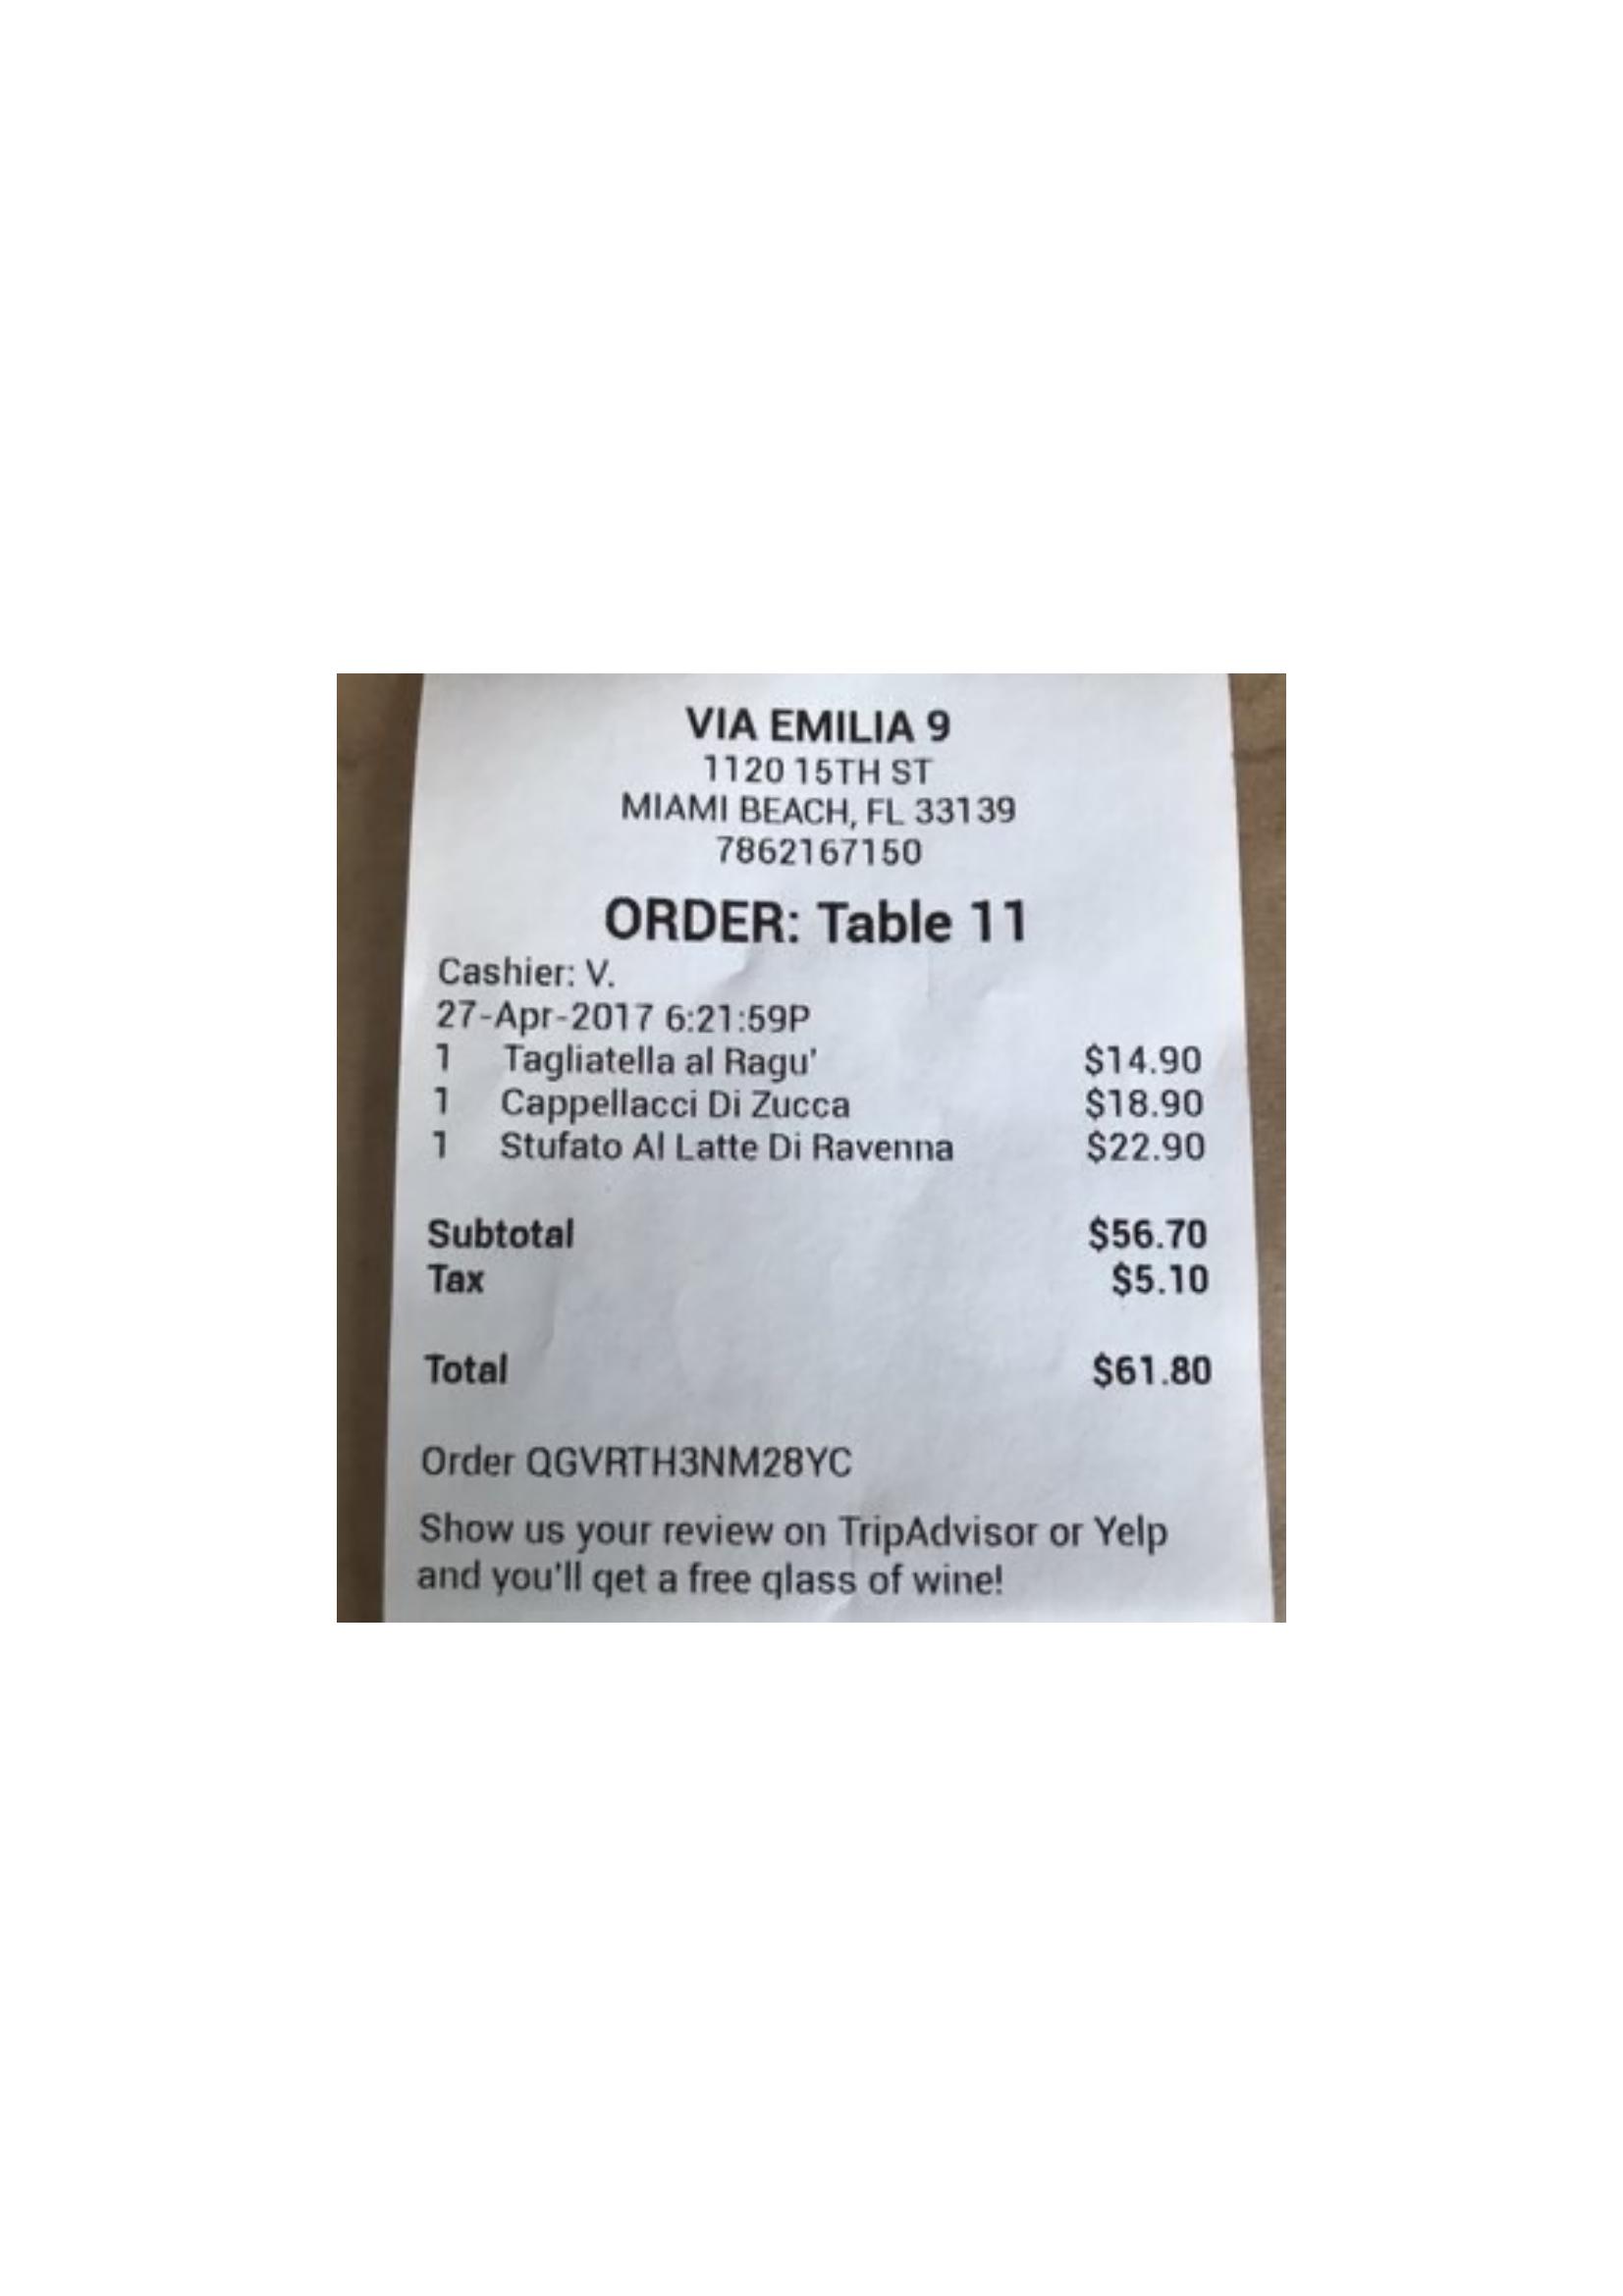 VIA EMILIA 9
1120 15TH ST
MIAMI BEACH, FL 33139
7862167150
ORDER: Table 11
Cashier: V.
27-Apr-2017 6:21:59P
1 Tagliatella al Ragu' $14.90
1 Cappellacci Di Zucca $18.90
1 Stufato Al Latte Di Ravenna $22.90
Subtotal $56.70
Tax $5.10
Total $61.80
Order QGVRTH3NM28YC
Show us your review on TripAdvisor or Yelp
and you'll get a free glass of wine!